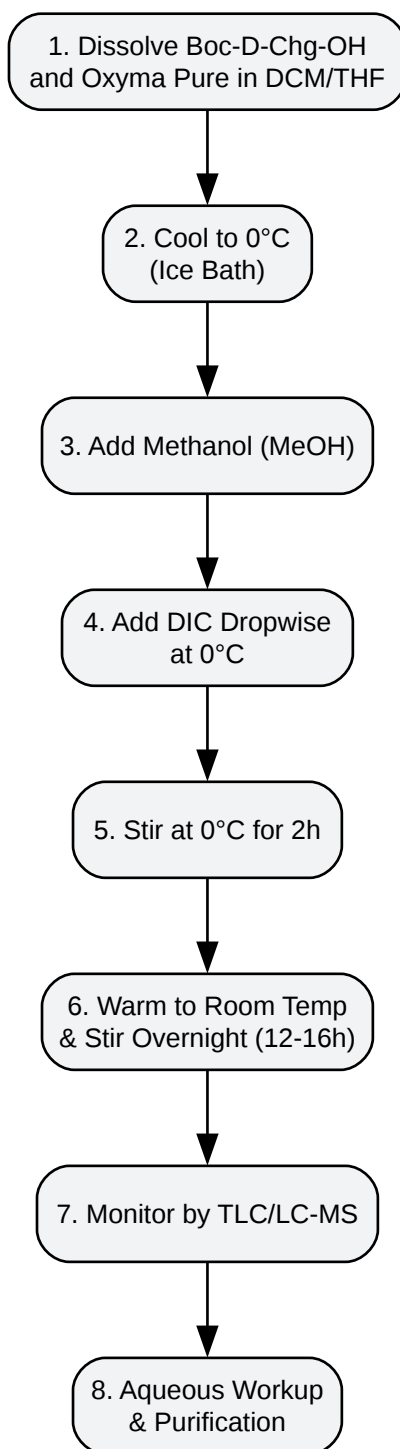 1. Dissolve Boc-D-Chg-OH
and Oxyma Pure in DCM/THF
2. Cool to 0°C
(Ice Bath)
3. Add Methanol (MeOH)
4. Add DIC Dropwise
at 0°C
5. Stir at 0°C for 2h
6. Warm to Room Temp
& Stir Overnight (12-16h)
7. Monitor by TLC/LC-MS
8. Aqueous Workup
& Purification